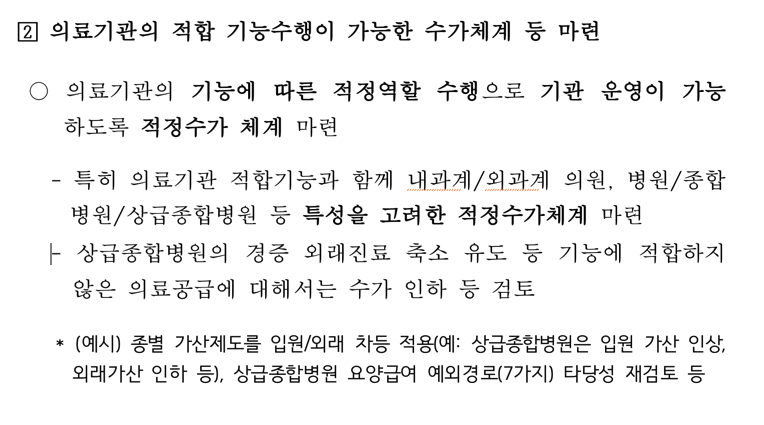 2 의료기관의 적합 기능수행이 가능한 수가체계 등 마련
○ 의료기관의 기능에 따른 적정역할 수행으로 기관 운영이 가능
하도록 적정수가 체계 마련
- 특히 의료기관 적합기능과 함께 내과계/외과계 의원, 병원/종합
병원/상급종합병원 등 특성을 고려한 적정수가체계 마련
- 상급종합병원의 경증 외래진료 축소 유도 등 기능에 적합하지
않은 의료공급에 대해서는 수가 인하 등 검토
* (예시) 종별 가산제도를 입원/외래 차등 적용(예: 상급종합병원은 입원 가산 인상,
외래가산 인하 등), 상급종합병원 요양급여 예외경로(7가지) 타당성 재검토 등